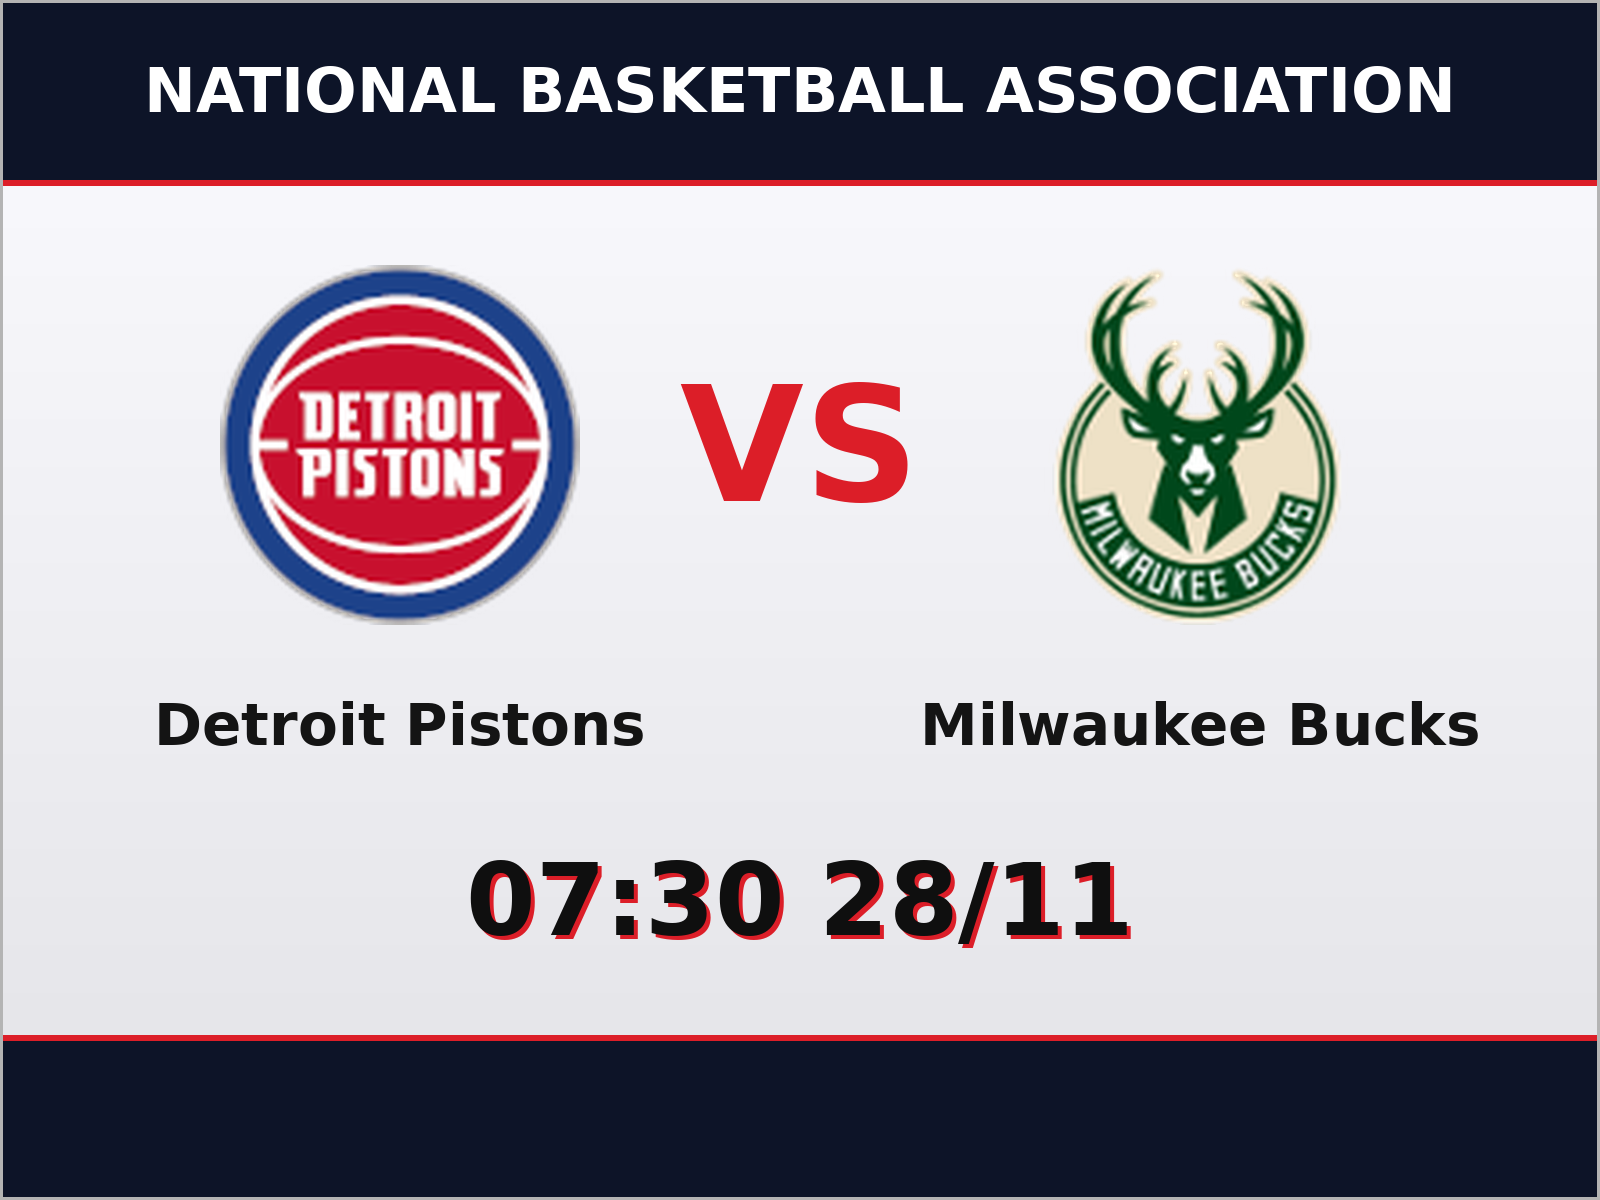 NATIONAL BASKETBALL ASSOCIATION
DETROIT
PISTONS
VS
MILWAUKEE BUCKS
Detroit Pistons
Milwaukee Bucks
07:30 28/11